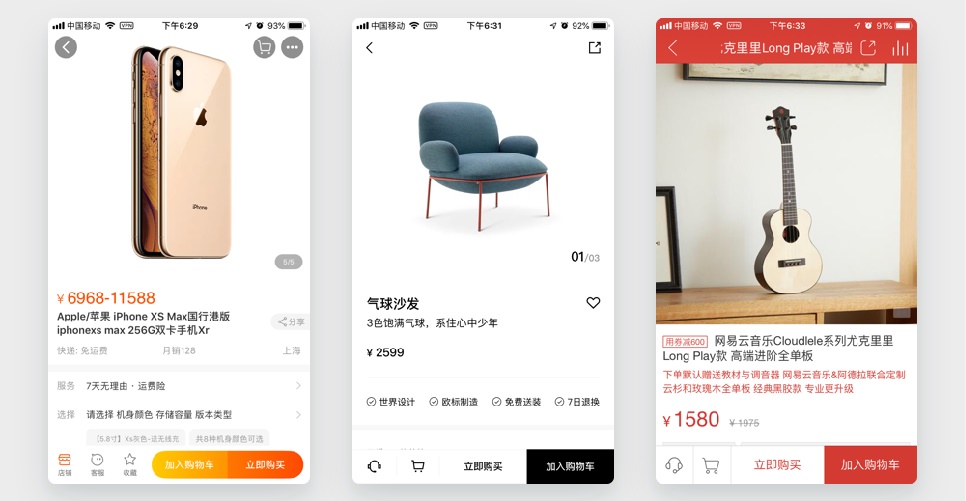 中国移动 VPN 下午6:29 93%
iPhone
5/5
¥ 6968-11588
Apple/苹果 iPhone XS Max国行港版
iphonexs max 256G双卡手机Xr
分享
快递: 免运费 月销128 上海
服务 7天无理由 · 运费险
选择 请选择 机身颜色 存储容量 版本类型
共8种机身颜色可选
店铺 客服 收藏 加入购物车 立即购买
中国移动 VPN 下午6:31 92%
01/03
气球沙发
3色饱满气球，系住心中少年
¥ 2599
世界设计 欧标制造 免费送装 7日退换
立即购买 加入购物车
中国移动 VPN 下午6:33 91%
克里里Long Play款 高端
用券减600 网易云音乐Cloudlele系列尤克里里
Long Play款 高端进阶全单板
下单默认赠送教材与调音器 网易云音乐&阿德拉联合定制
云杉和玫瑰木全单板 经典黑胶款 专业更升级
¥ 1580 ¥ 1975
立即购买 加入购物车